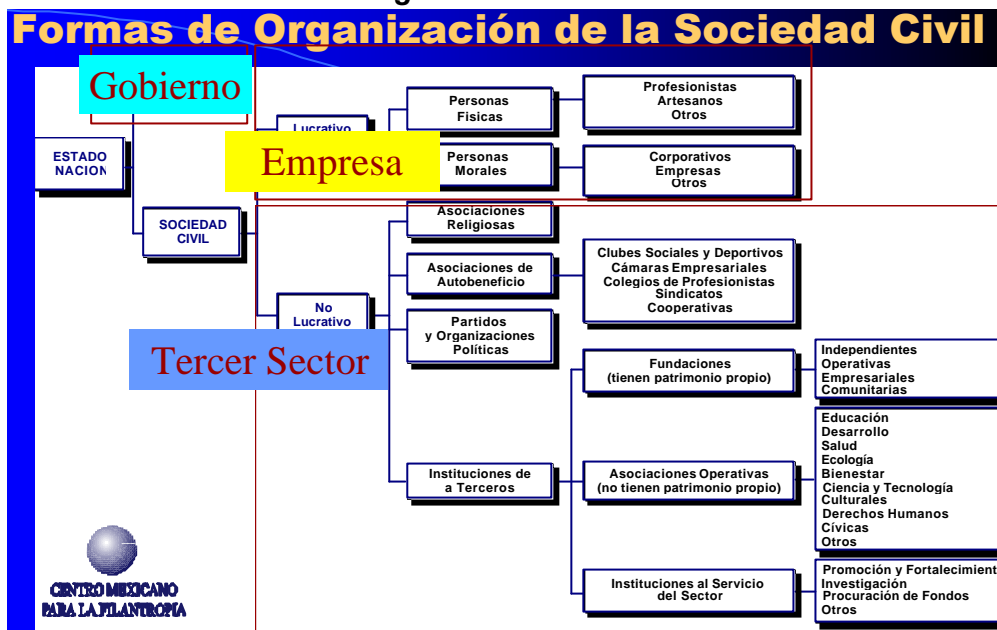 Formas de Organización de la Sociedad Civil
Gobierno
ESTADO
NACION
SOCIEDAD
CIVIL
Lucrativo
Empresa
Personas
Fisicas
Profesionistas
Artesanos
Otros
Personas
Morales
Corporativos
Empresas
Otros
No
Lucrativo
Tercer Sector
Asociaciones
Religiosas
Asociaciones de
Autobeneficio
Clubes Sociales y Deportivos
Cámaras Empresariales
Colegios de Profesionistas
Sindicatos
Cooperativas
Partidos
y Organizaciones
Políticas
Instituciones de
a Terceros
Fundaciones
(tienen patrimonio propio)
Independientes
Operativas
Empresariales
Comunitarias
Asociaciones Operativas
(no tienen patrimonio propio)
Educación
Desarrollo
Salud
Ecología
Bienestar
Ciencia y Tecnología
Culturales
Derechos Humanos
Cívicas
Otros
Instituciones al Servicio
del Sector
Promoción y Fortalecimient
Investigación
Procuración de Fondos
Otros
CENTRO MEXICANO
PARA LA FILANTROPIA